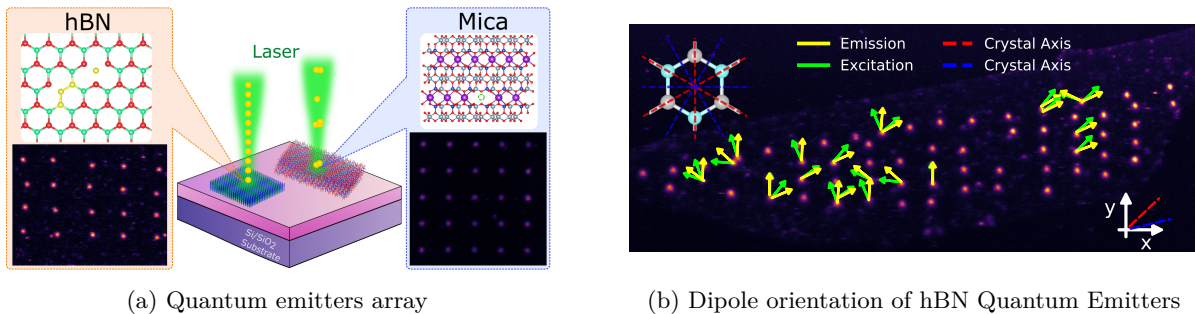 hBN
Mica
Laser
Si/SiO2
Substrate
(a) Quantum emitters array
Emission
Crystal Axis
Excitation
Crystal Axis
y
x
(b) Dipole orientation of hBN Quantum Emitters